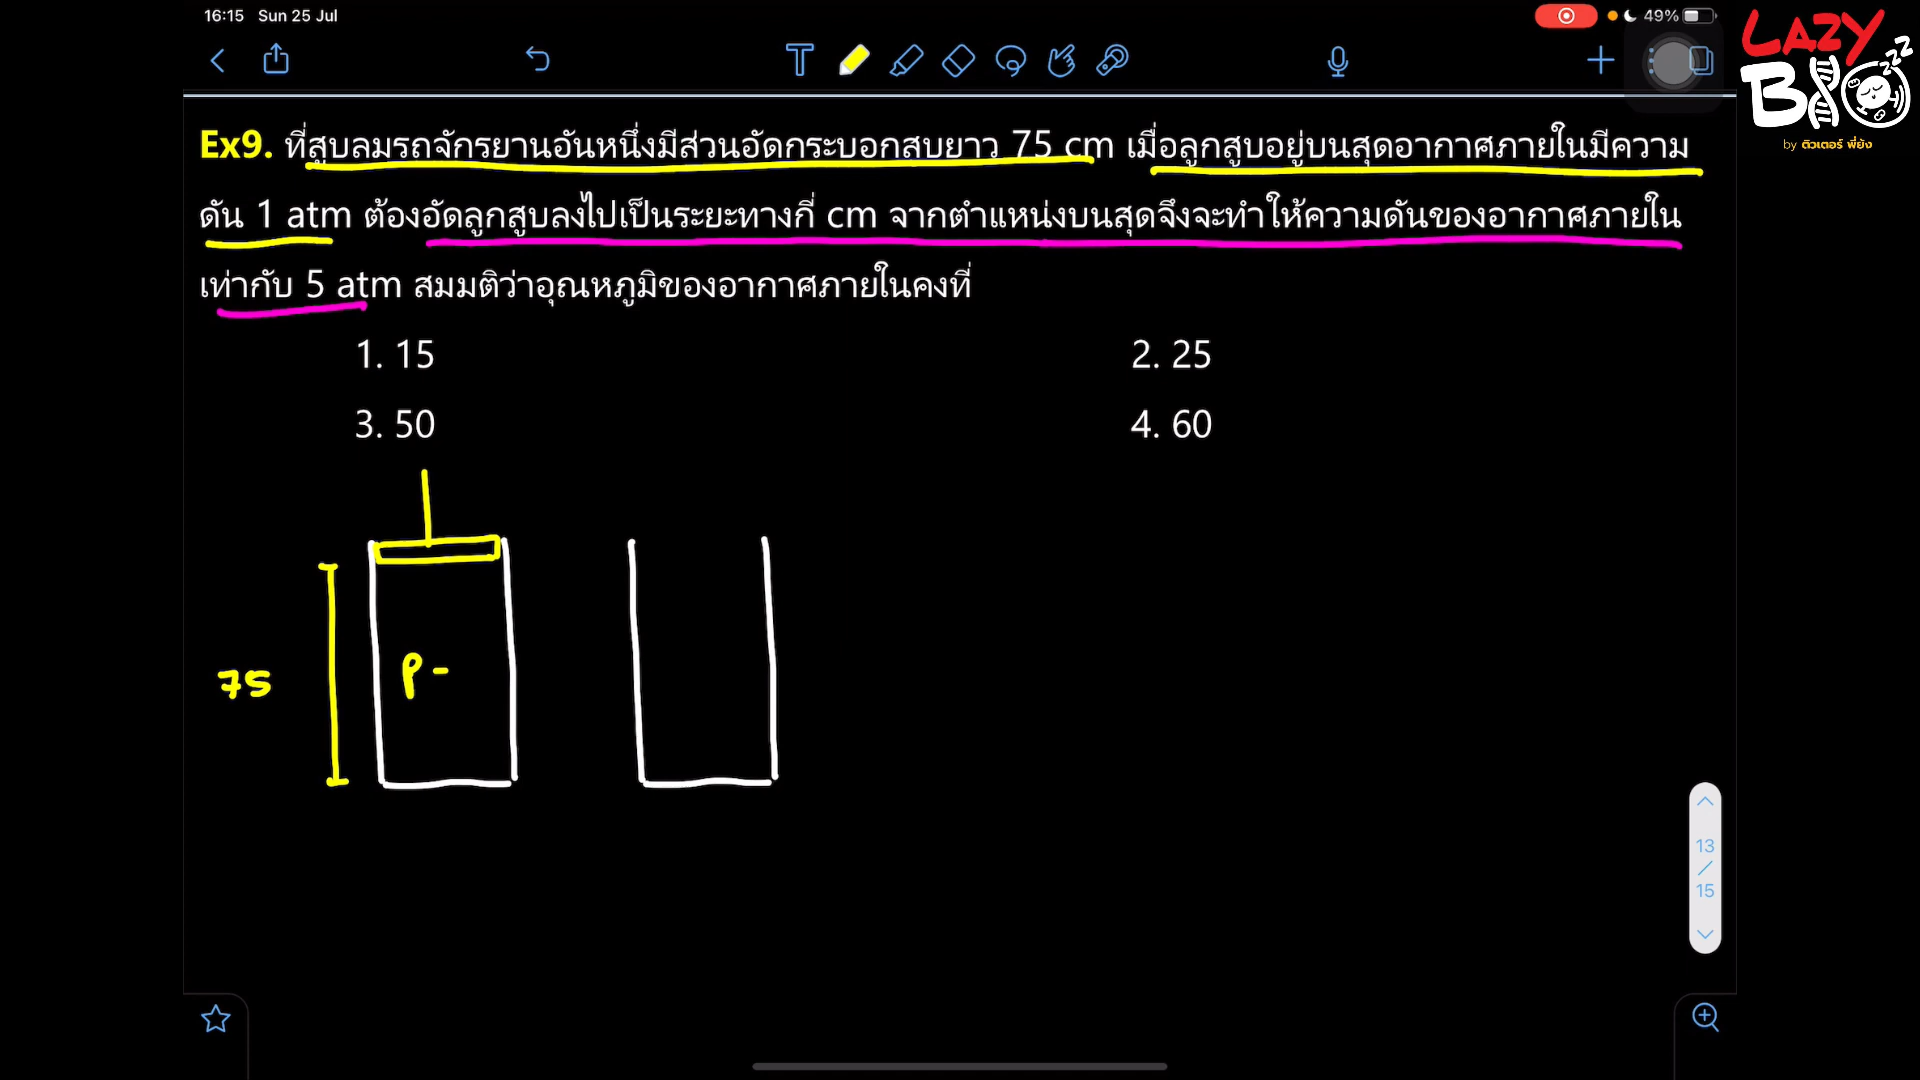 16:15 Sun 25 Jul
49%
LAZY
BIO zzz
by ติวเตอร์ พี่ยัง
Ex9. ที่สูบลมรถจักรยานอันหนึ่งมีส่วนอัดกระบอกสูบยาว 75 cm เมื่อลูกสูบอยู่บนสุดอากาศภายในมีความ
ดัน 1 atm ต้องอัดลูกสูบลงไปเป็นระยะทางกี่ cm จากตำแหน่งบนสุดจึงจะทำให้ความดันของอากาศภายใน
เท่ากับ 5 atm สมมติว่าอุณหภูมิของอากาศภายในคงที่
1. 15
2. 25
3. 50
4. 60
75
P -
13
/
15